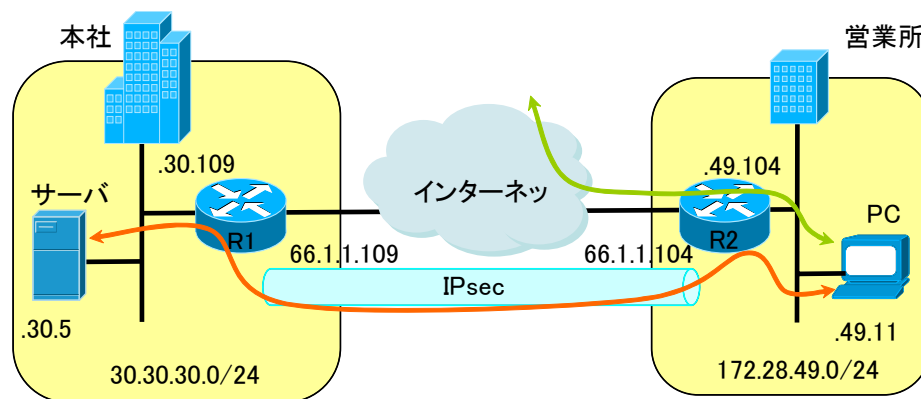 本社
営業所
.30.109
.49.104
サーバ
インターネッ
PC
R1
R2
66.1.1.109
66.1.1.104
IPsec
.30.5
.49.11
30.30.30.0/24
172.28.49.0/24